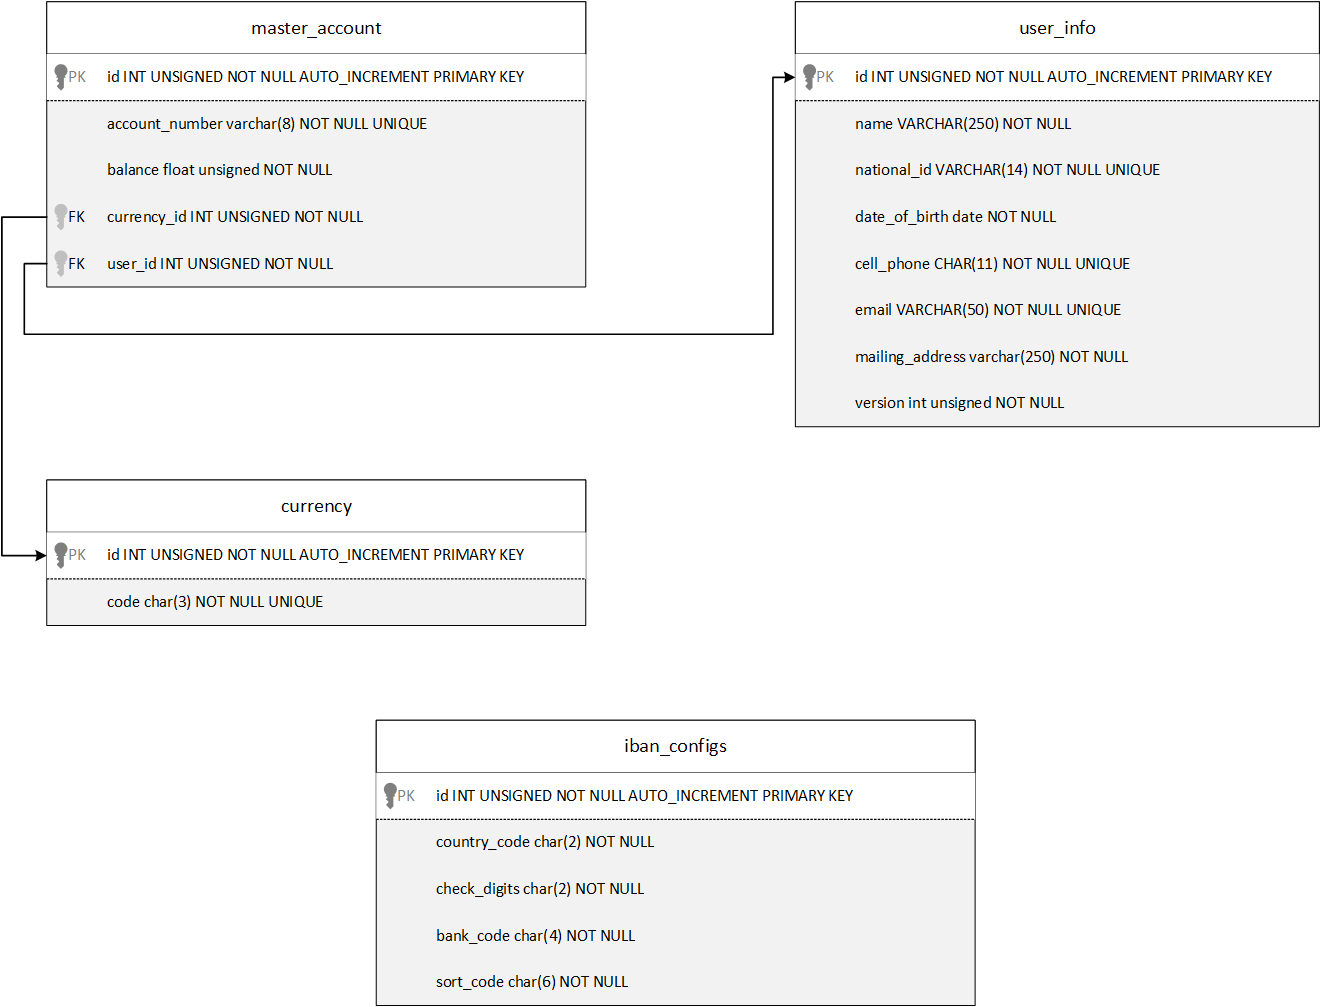 master_account
PK id INT UNSIGNED NOT NULL AUTO_INCREMENT PRIMARY KEY
account_number varchar(8) NOT NULL UNIQUE
balance float unsigned NOT NULL
FK currency_id INT UNSIGNED NOT NULL
FK user_id INT UNSIGNED NOT NULL
user_info
PK id INT UNSIGNED NOT NULL AUTO_INCREMENT PRIMARY KEY
name VARCHAR(250) NOT NULL
national_id VARCHAR(14) NOT NULL UNIQUE
date_of_birth date NOT NULL
cell_phone CHAR(11) NOT NULL UNIQUE
email VARCHAR(50) NOT NULL UNIQUE
mailing_address varchar(250) NOT NULL
version int unsigned NOT NULL
currency
PK id INT UNSIGNED NOT NULL AUTO_INCREMENT PRIMARY KEY
code char(3) NOT NULL UNIQUE
iban_configs
PK id INT UNSIGNED NOT NULL AUTO_INCREMENT PRIMARY KEY
country_code char(2) NOT NULL
check_digits char(2) NOT NULL
bank_code char(4) NOT NULL
sort_code char(6) NOT NULL